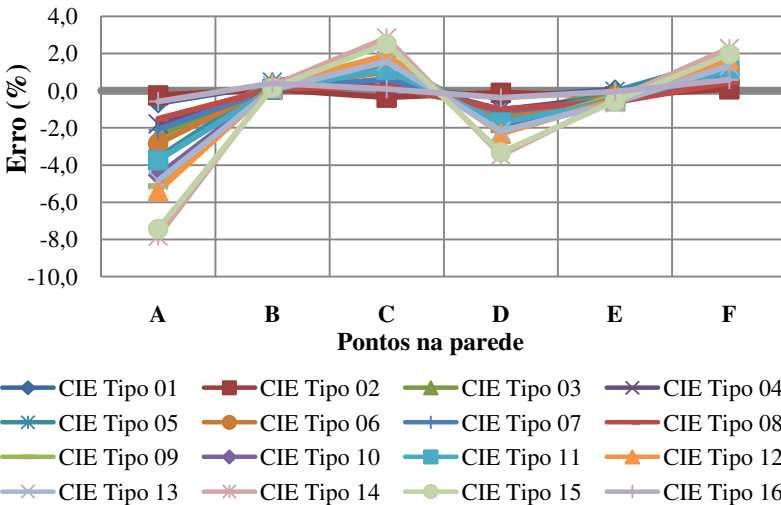 4,0
2,0
0,0
-2,0
-4,0
-6,0
-8,0
-10,0
Erro (%)
A B C D E F
Pontos na parede
CIE Tipo 01 CIE Tipo 02 CIE Tipo 03 CIE Tipo 04
CIE Tipo 05 CIE Tipo 06 CIE Tipo 07 CIE Tipo 08
CIE Tipo 09 CIE Tipo 10 CIE Tipo 11 CIE Tipo 12
CIE Tipo 13 CIE Tipo 14 CIE Tipo 15 CIE Tipo 16